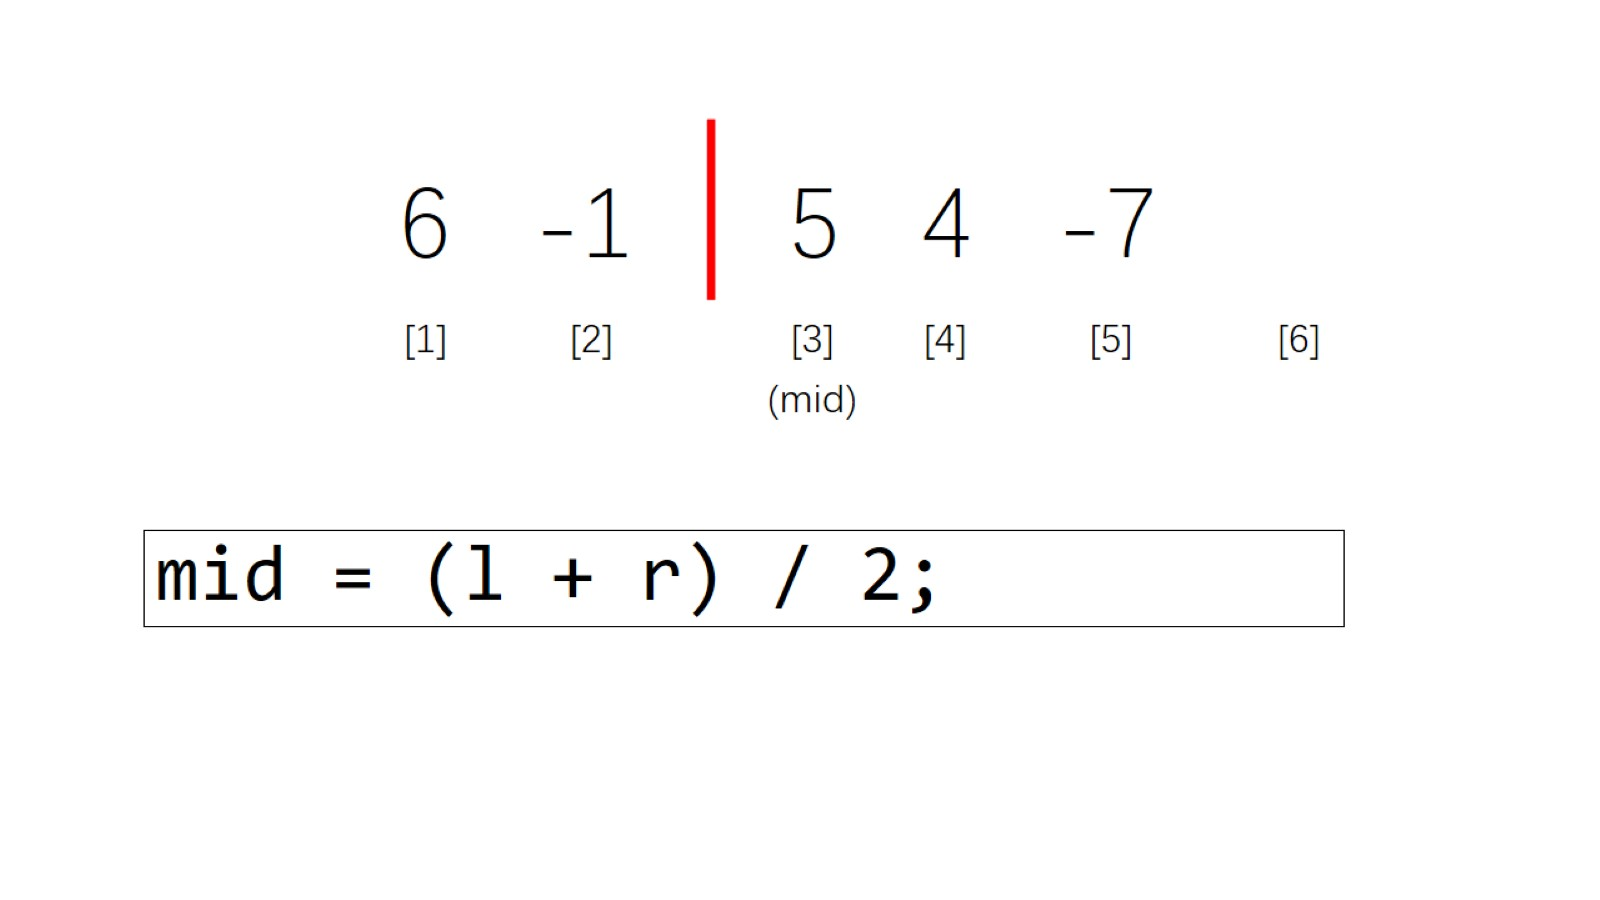 6 -1 5 4 -7
[1] [2] [3] [4] [5] [6]
(mid)
mid = (l + r) / 2;